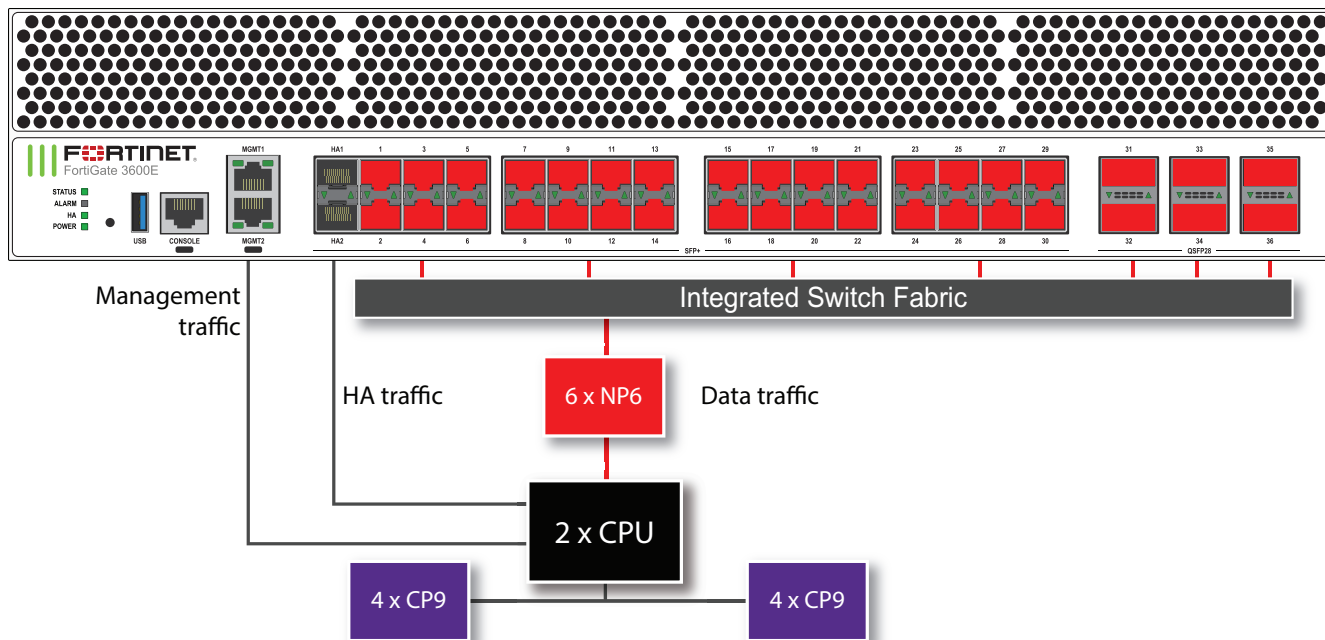 FORTINET
FortiGate 3600E
STATUS
ALARM
HA
POWER
USB
CONSOLE
MGMT1
MGMT2
HA1 1 3 5 7 9 11 13 15 17 19 21 23 25 27 29 31 33 35
HA2 2 4 6 8 10 12 14 16 18 20 22 24 26 28 30 32 34 36
SFP+
QSFP28
Management
traffic
Integrated Switch Fabric
HA traffic
6 x NP6
Data traffic
2 x CPU
4 x CP9
4 x CP9